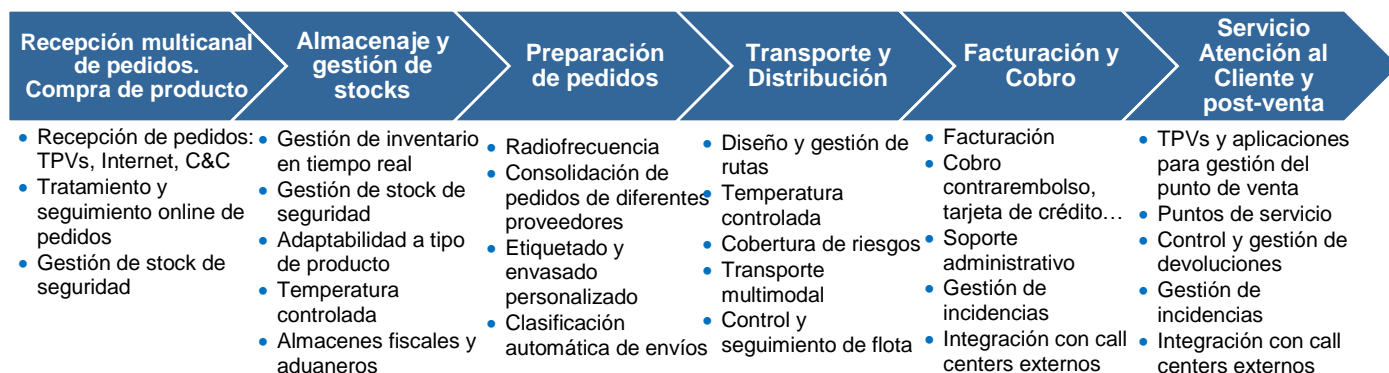 Recepción multicanal
de pedidos.
Compra de producto
Almacenaje y
gestión de
stocks
Preparación
de pedidos
Transporte y
Distribución
Facturación y
Cobro
Servicio
Atención al
Cliente y
post-venta
• Recepción de pedidos:
TPVs, Internet, C&C
• Tratamiento y
seguimiento online de
pedidos
• Gestión de stock de
seguridad
• Gestión de inventario
en tiempo real
• Gestión de stock de
seguridad
• Adaptabilidad a tipo
de producto
• Temperatura
controlada
• Almacenes fiscales y
aduaneros
• Radiofrecuencia
• Consolidación de
pedidos de diferentes
proveedores
• Etiquetado y
envasado
personalizado
• Clasificación
automática de envíos
• Diseño y gestión de
rutas
• Temperatura
controlada
• Cobertura de riesgos
• Transporte
multimodal
• Control y
seguimiento de flota
• Facturación
• Cobro
contrarembolso,
tarjeta de crédito…
• Soporte
administrativo
• Gestión de
incidencias
• Integración con call
centers externos
• TPVs y aplicaciones
para gestión del
punto de venta
• Puntos de servicio
• Control y gestión de
devoluciones
• Gestión de
incidencias
• Integración con call
centers externos